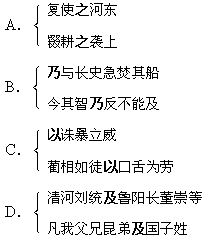 A.
复使之河东
辍耕之垄上
B.
乃与长史急焚其船
今其智乃反不能及
C.
以诛暴立威
蔺相如徒以口舌为劳
D.
清河刘统及鲁阳长董崇等
凡我父兄昆弟及国子姓